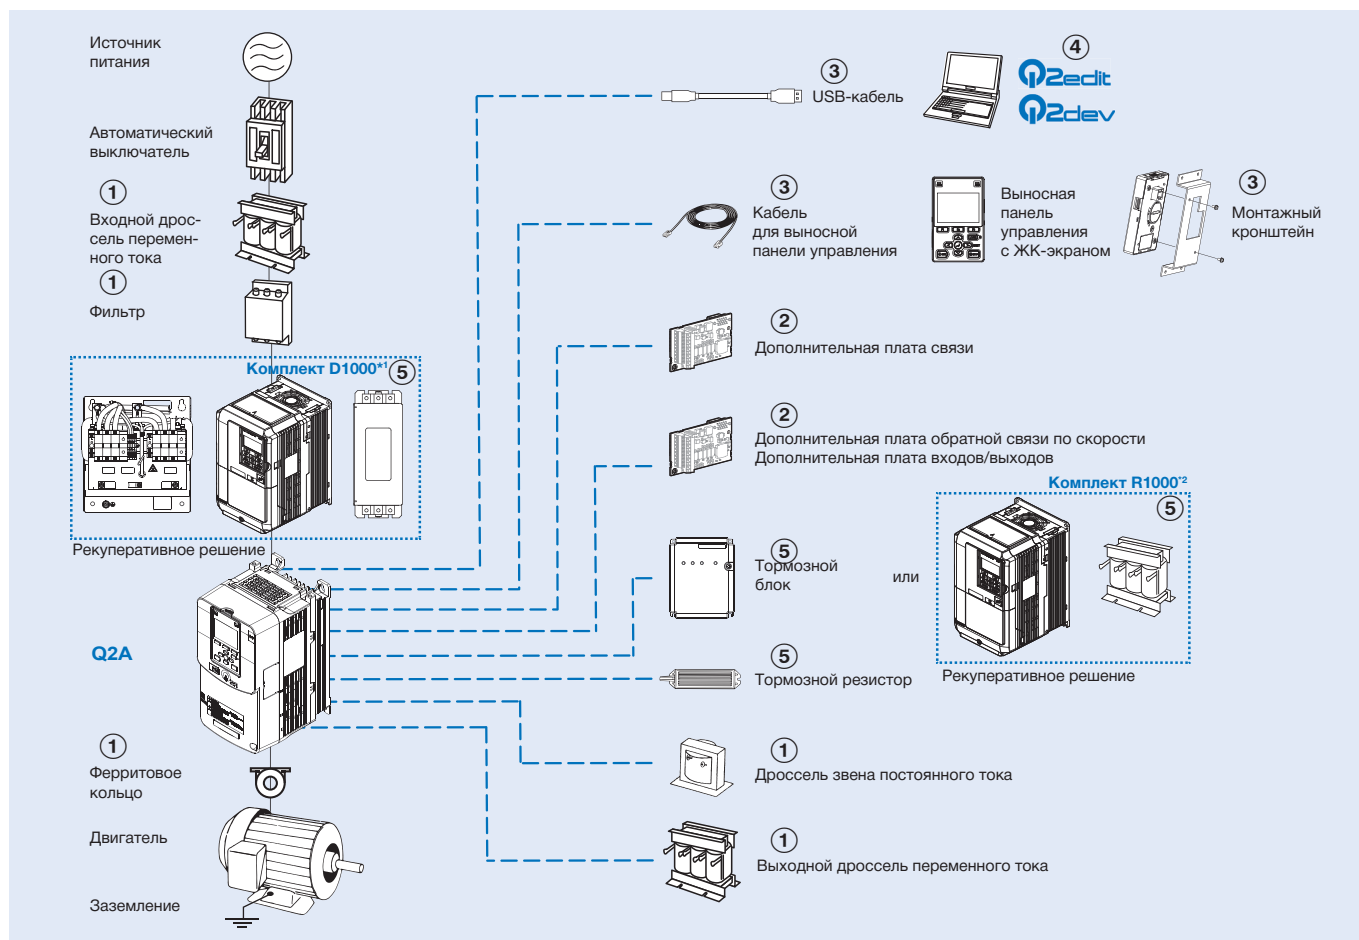 Источник
питания
Автоматический
выключатель
1
Входной дрос-
сель перемен-
ного тока
1
Фильтр
Комплект D1000*1
5
Рекуперативное решение
Q2A
1
Ферритовое
кольцо
Двигатель
Заземление
3
USB-кабель
4
Q2edit
Q2dev
3
Кабель
для выносной
панели управления
Выносная
панель
управления
с ЖК-экраном
3
Монтажный
кронштейн
2
Дополнительная плата связи
2
Дополнительная плата обратной связи по скорости
Дополнительная плата входов/выходов
5
Тормозной
блок
или
Комплект R1000*2
5
Рекуперативное решение
5
Тормозной резистор
1
Дроссель звена постоянного тока
1
Выходной дроссель переменного тока